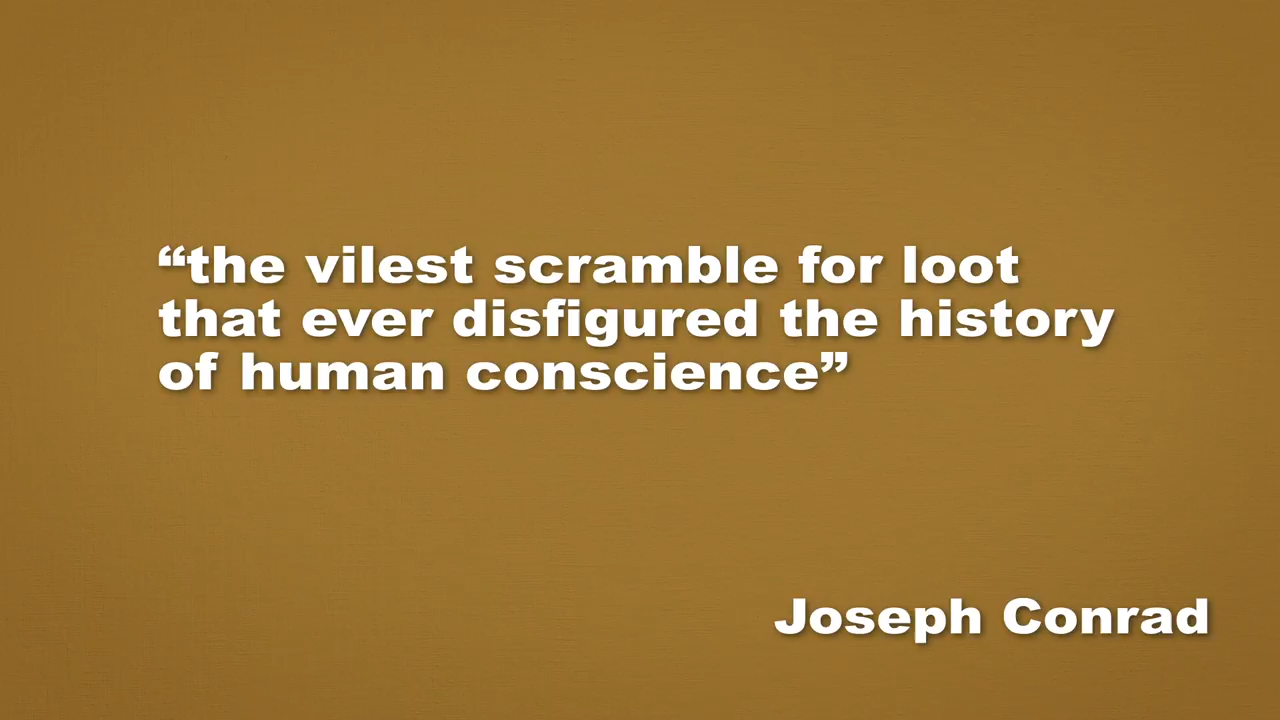 “the vilest scramble for loot
that ever disfigured the history
of human conscience”
Joseph Conrad